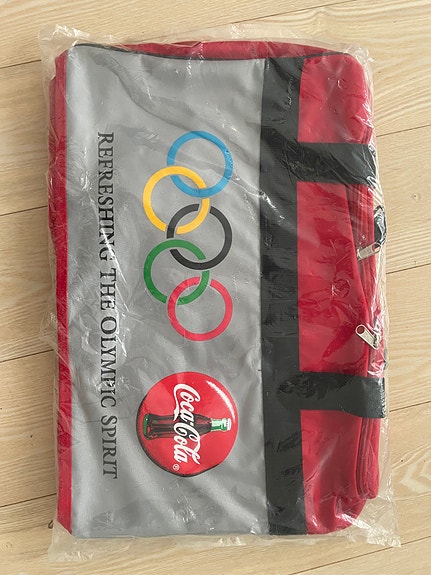 Coca-Cola®
REFRESHING THE OLYMPIC SPIRIT